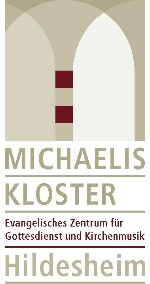 MICHAELIS
KLOSTER
Evangelisches Zentrum für
Gottesdienst und Kirchenmusik
Hildesheim